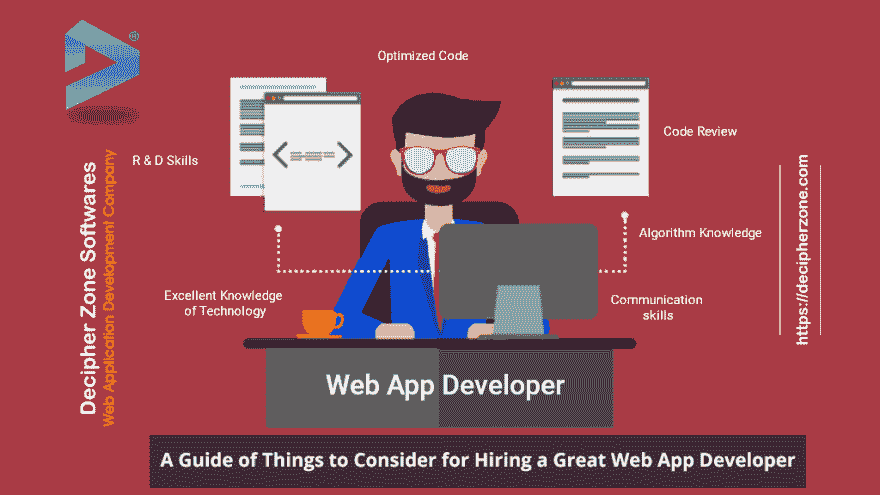 Optimized Code
R & D Skills
Code Review
Algorithm Knowledge
Excellent Knowledge
of Technology
Communication
skills
Decipher Zone Softwares
Web Application Development Company
https://decipherzone.com
Web App Developer
A Guide of Things to Consider for Hiring a Great Web App Developer